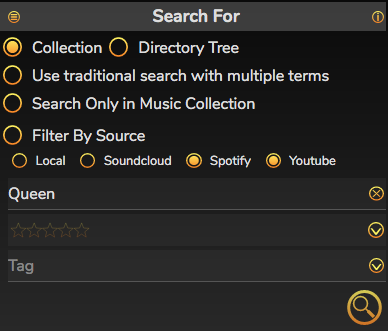 Search For
Collection Directory Tree
Use traditional search with multiple terms
Search Only in Music Collection
Filter By Source
Local Soundcloud Spotify Youtube
Queen
Tag